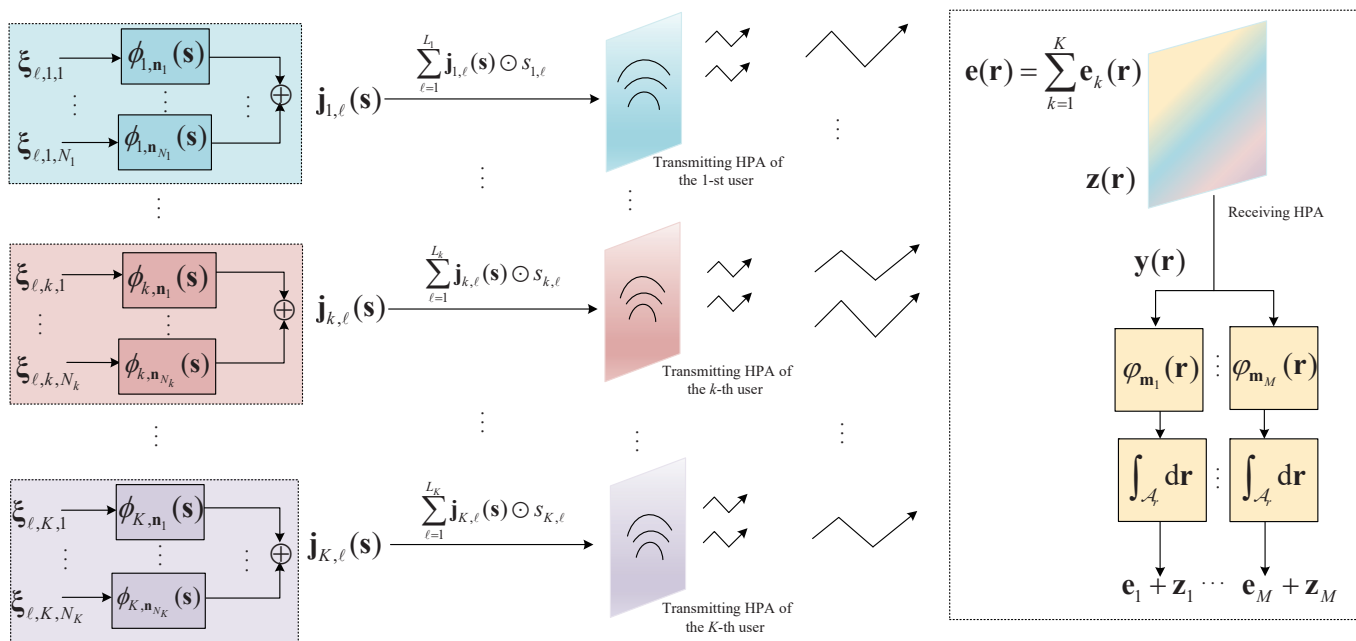 ξ_{ℓ,1,1}
ϕ_{1,n_1}(s)
⋮ ⋮ ⋮
ξ_{ℓ,1,N_1}
ϕ_{1,n_{N_1}}(s)
j_{1,ℓ}(s)
\sum_{ℓ=1}^{L_1} j_{1,ℓ}(s) ⊙ s_{1,ℓ}
Transmitting HPA of
the 1-st user
⋮
ξ_{ℓ,k,1}
ϕ_{k,n_1}(s)
⋮ ⋮ ⋮
ξ_{ℓ,k,N_k}
ϕ_{k,n_{N_k}}(s)
j_{k,ℓ}(s)
\sum_{ℓ=1}^{L_k} j_{k,ℓ}(s) ⊙ s_{k,ℓ}
Transmitting HPA of
the k-th user
⋮
ξ_{ℓ,K,1}
ϕ_{K,n_1}(s)
⋮ ⋮ ⋮
ξ_{ℓ,K,N_K}
ϕ_{K,n_{N_K}}(s)
j_{K,ℓ}(s)
\sum_{ℓ=1}^{L_K} j_{K,ℓ}(s) ⊙ s_{K,ℓ}
Transmitting HPA of
the K-th user
e(r) = \sum_{k=1}^{K} e_k(r)
z(r)
Receiving HPA
y(r)
φ_{m_1}(r) ⋮ φ_{m_M}(r)
∫_{A_r} dr ⋮ ∫_{A_r} dr
e_1 + z_1 ⋯ e_M + z_M